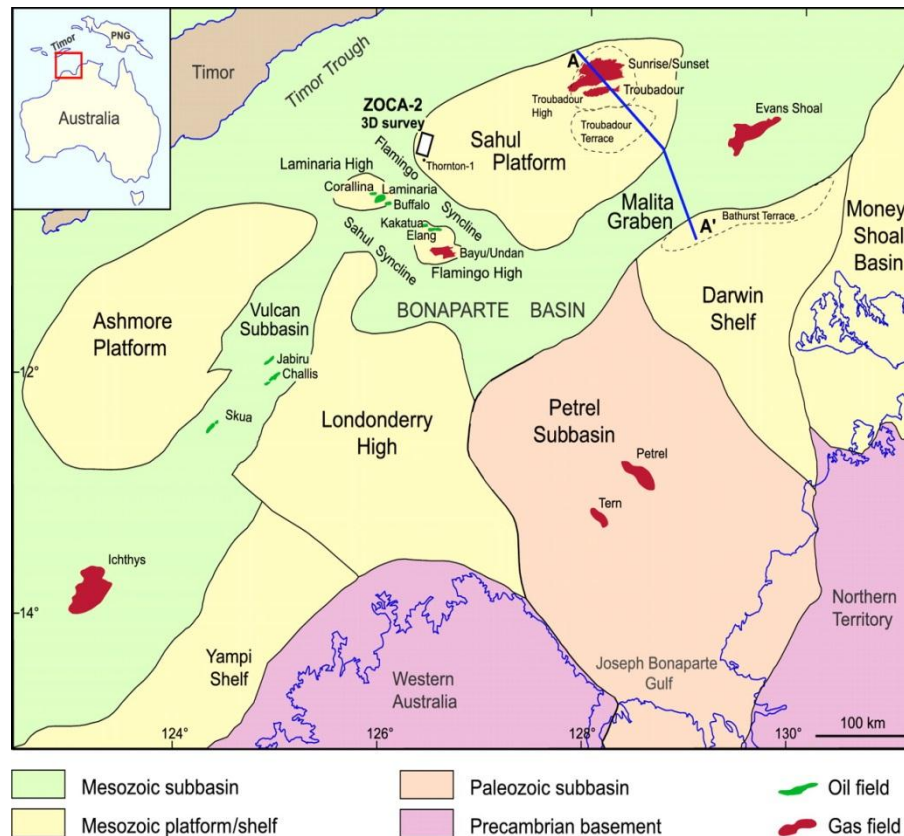 Timor
PNG
Australia
Timor
Timor Trough
ZOCA-2
3D survey
Thornton-1
A
Sunrise/Sunset
Troubadour
Troubadour
High
Troubadour
Terrace
Sahul
Platform
Evans Shoal
Laminaria High
Flamingo
Syncline
Corallina
Laminaria
Buffalo
Kakatua
Elang
Bayu/Undan
Flamingo High
Sahul Syncline
Malita
Graben
A'
Bathurst Terrace
Money
Shoal
Basin
Ashmore
Platform
Vulcan
Subbasin
Jabiru
Challis
Skua
BONAPARTE BASIN
Darwin
Shelf
12°
Londonderry
High
Petrel
Subbasin
Petrel
Tern
Ichthys
14°
Yampi
Shelf
Western
Australia
Joseph Bonaparte
Gulf
Northern
Territory
100 km
124°
126°
128°
130°
Mesozoic subbasin
Paleozoic subbasin
Oil field
Mesozoic platform/shelf
Precambrian basement
Gas field